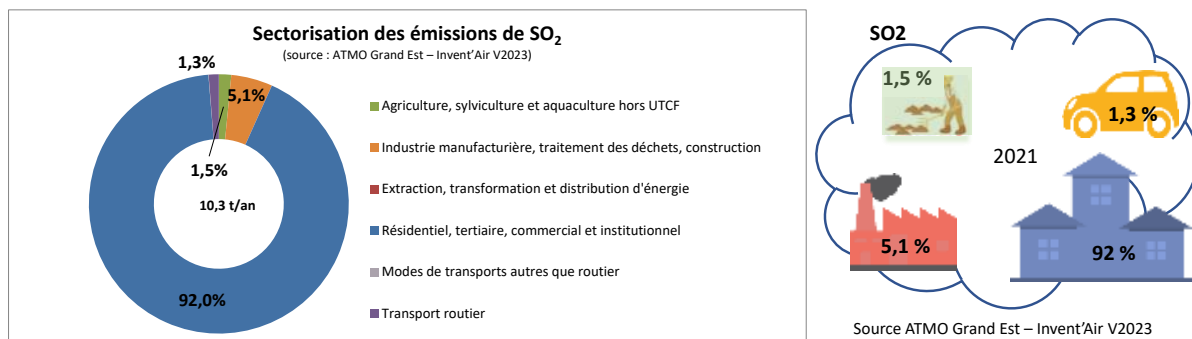 Sectorisation des émissions de SO₂
(source : ATMO Grand Est – Invent'Air V2023)
1,3%
5,1%
1,5%
10,3 t/an
92,0%
Agriculture, sylviculture et aquaculture hors UTCF
Industrie manufacturière, traitement des déchets, construction
Extraction, transformation et distribution d'énergie
Résidentiel, tertiaire, commercial et institutionnel
Modes de transports autres que routier
Transport routier
SO2
1,5 %
1,3 %
2021
5,1 %
92 %
Source ATMO Grand Est – Invent'Air V2023